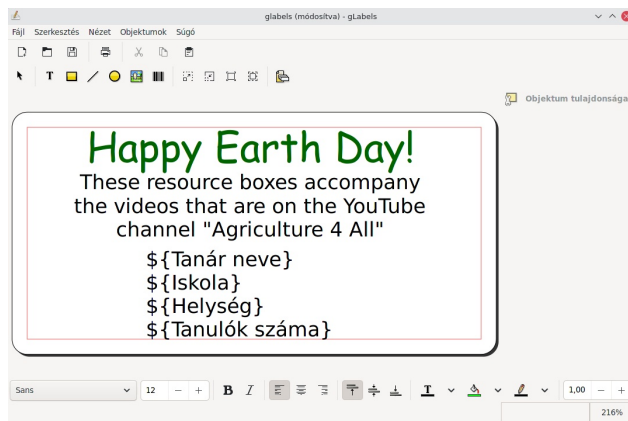 glabels (módosítva) - gLabels
Fájl Szerkesztés Nézet Objektumok Súgó
Objektum tulajdonsága
Happy Earth Day!
These resource boxes accompany
the videos that are on the YouTube
channel "Agriculture 4 All"
${Tanár neve}
${Iskola}
${Helység}
${Tanulók száma}
Sans 12 − + B I T 1,00 − +
216%